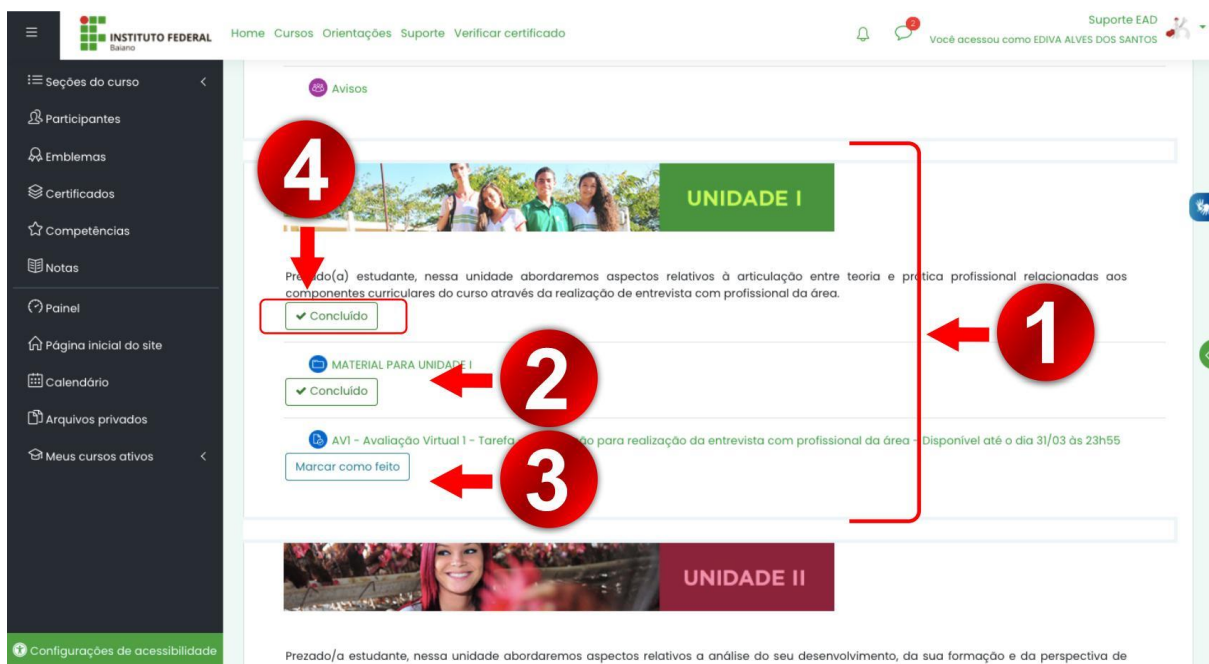 INSTITUTO FEDERAL
Baiano
Home Cursos Orientações Suporte Verificar certificado
2
Suporte EAD
Você acessou como EDIVA ALVES DOS SANTOS
Seções do curso
Participantes
Emblemas
Certificados
Competências
Notas
Painel
Página inicial do site
Calendário
Arquivos privados
Meus cursos ativos
Configurações de acessibilidade
Avisos
4
UNIDADE I
Prezado(a) estudante, nessa unidade abordaremos aspectos relativos à articulação entre teoria e prática profissional relacionadas aos
componentes curriculares do curso através da realização de entrevista com profissional da área.
Concluído
1
MATERIAL PARA UNIDADE I
2
Concluído
AV1 - Avaliação Virtual 1 - Tarefa para realização da entrevista com profissional da área - Disponível até o dia 31/03 às 23h55
Marcar como feito
3
UNIDADE II
Prezado/a estudante, nessa unidade abordaremos aspectos relativos a análise do seu desenvolvimento, da sua formação e da perspectiva de